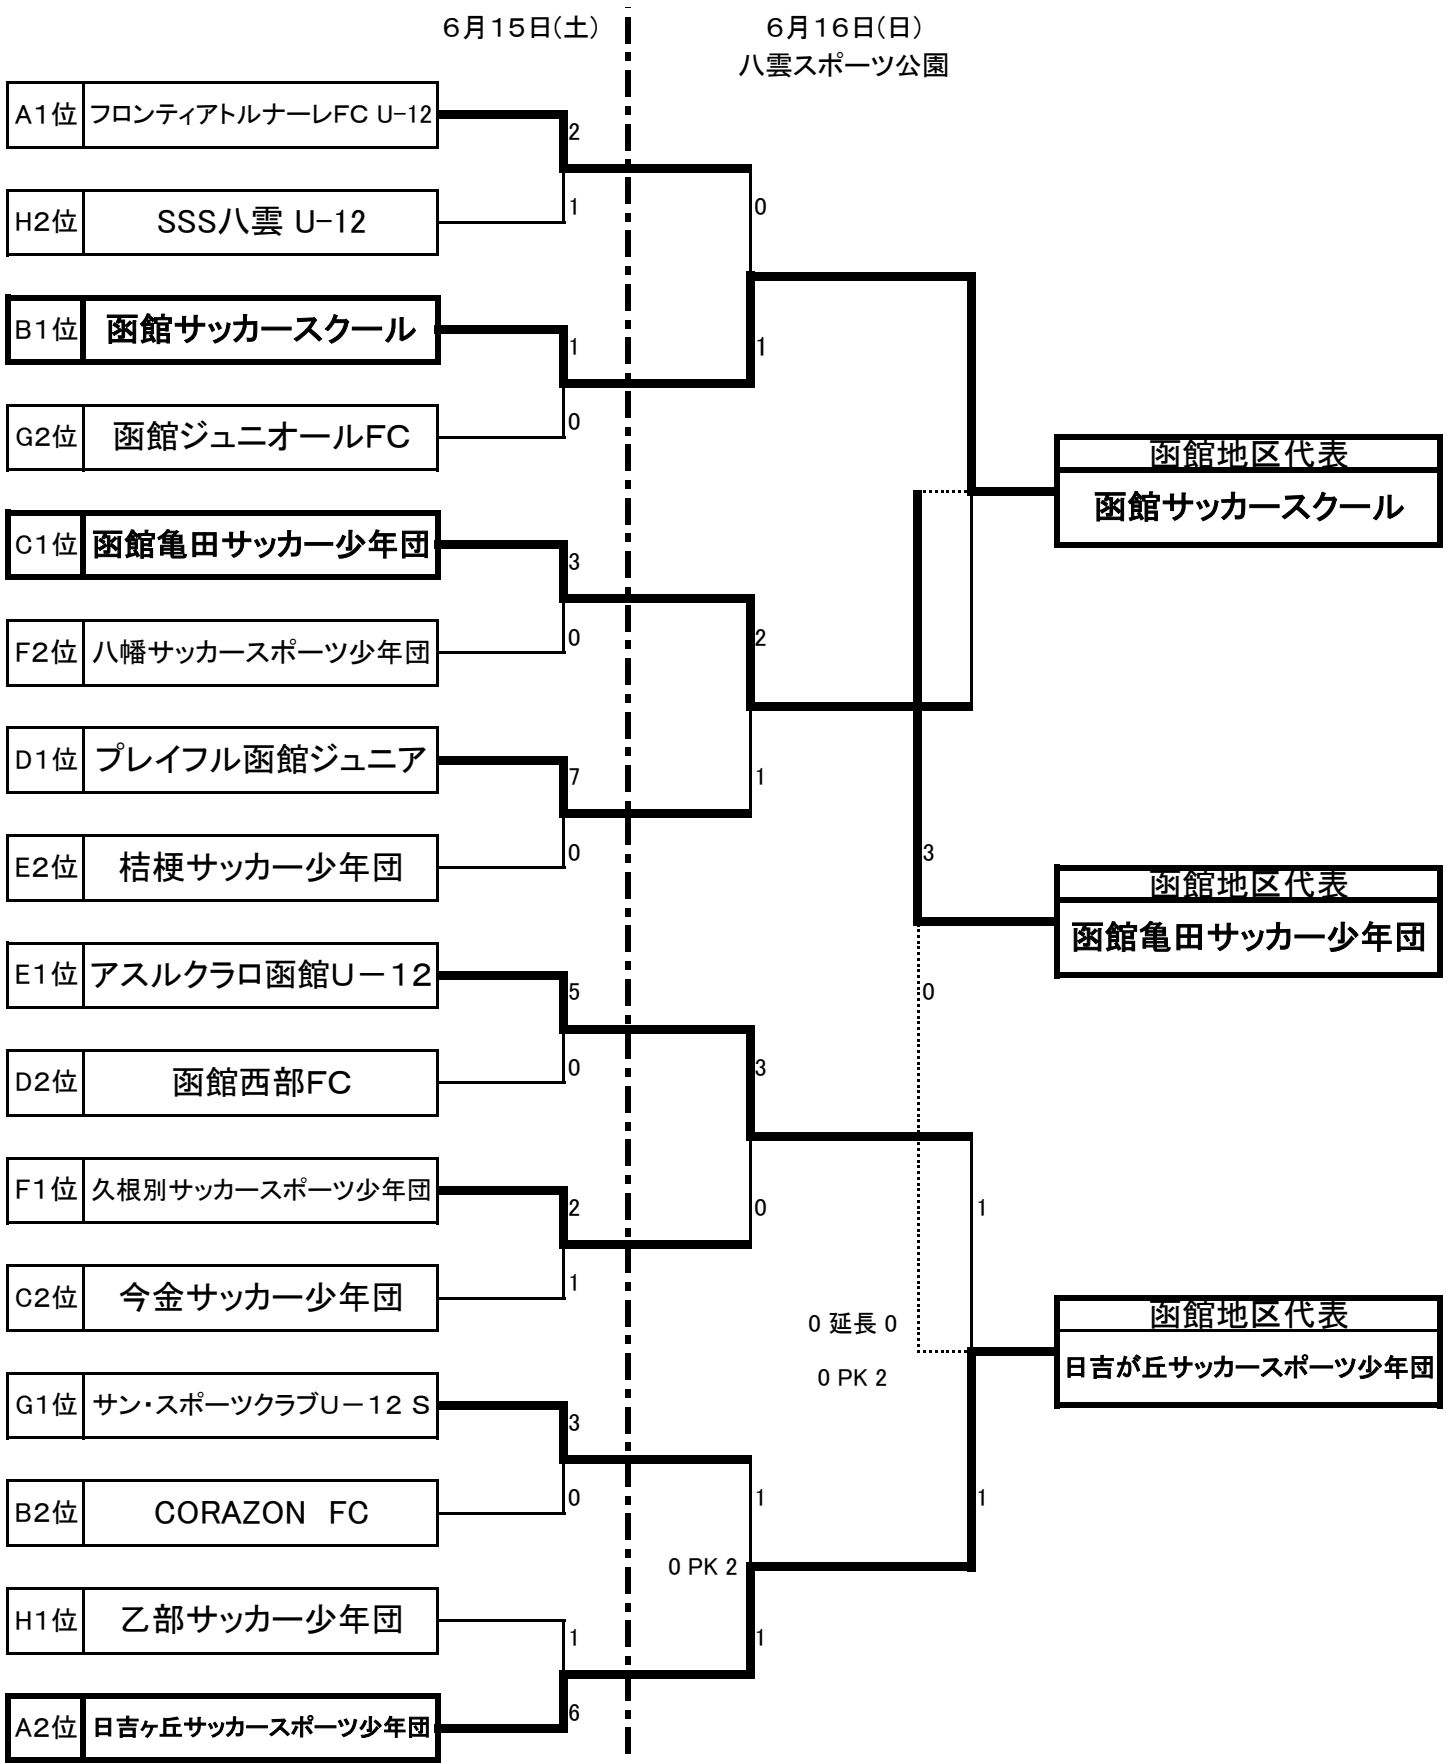 6月15日(土)
6月16日(日)
八雲スポーツ公園
A1位 フロンティアトルナーレFC U-12
2
H2位 SSS八雲 U-12
1
0
B1位 函館サッカースクール
1
1
G2位 函館ジュニオールFC
0
函館地区代表
函館サッカースクール
C1位 函館亀田サッカー少年団
3
F2位 八幡サッカースポーツ少年団
0
2
D1位 プレイフル函館ジュニア
7
1
E2位 桔梗サッカー少年団
0
3
函館地区代表
函館亀田サッカー少年団
E1位 アスルクラロ函館U－12
5
0
D2位 函館西部FC
0
3
F1位 久根別サッカースポーツ少年団
2
0
1
C2位 今金サッカー少年団
1
0 延長 0
0 PK 2
函館地区代表
日吉が丘サッカースポーツ少年団
G1位 サン・スポーツクラブU－12 S
3
B2位 CORAZON FC
0
1
1
0 PK 2
H1位 乙部サッカー少年団
1
1
A2位 日吉ヶ丘サッカースポーツ少年団
6